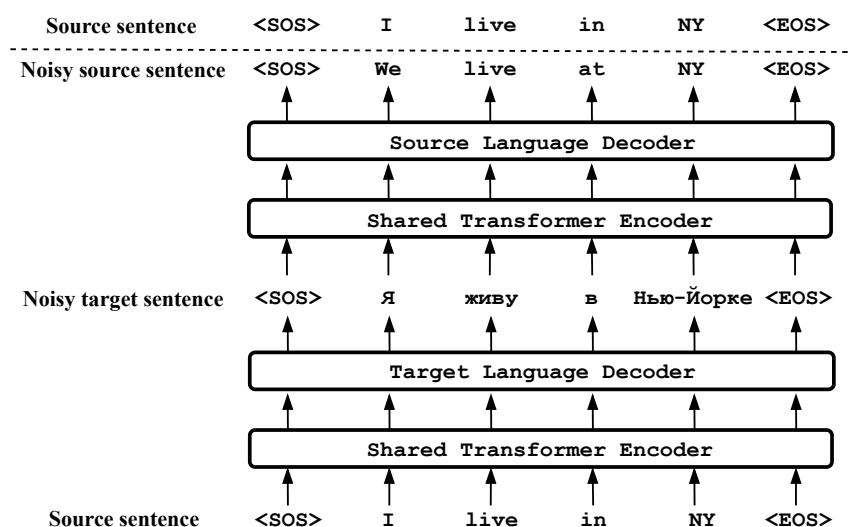 Source sentence <SOS> I live in NY <EOS>
Noisy source sentence <SOS> We live at NY <EOS>
Source Language Decoder
Shared Transformer Encoder
Noisy target sentence <SOS> Я живу в Нью-Йорке <EOS>
Target Language Decoder
Shared Transformer Encoder
Source sentence <SOS> I live in NY <EOS>